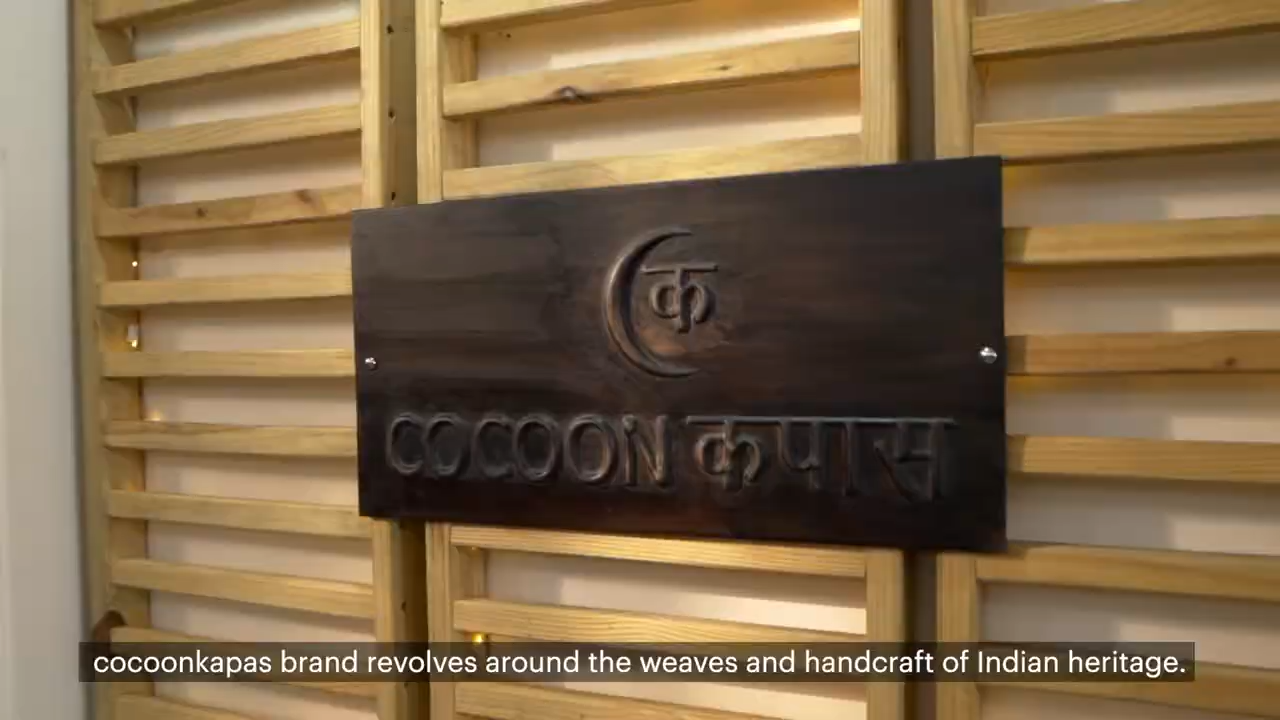 क
COCOON कपास
cocoonkapas brand revolves around the weaves and handcraft of Indian heritage.